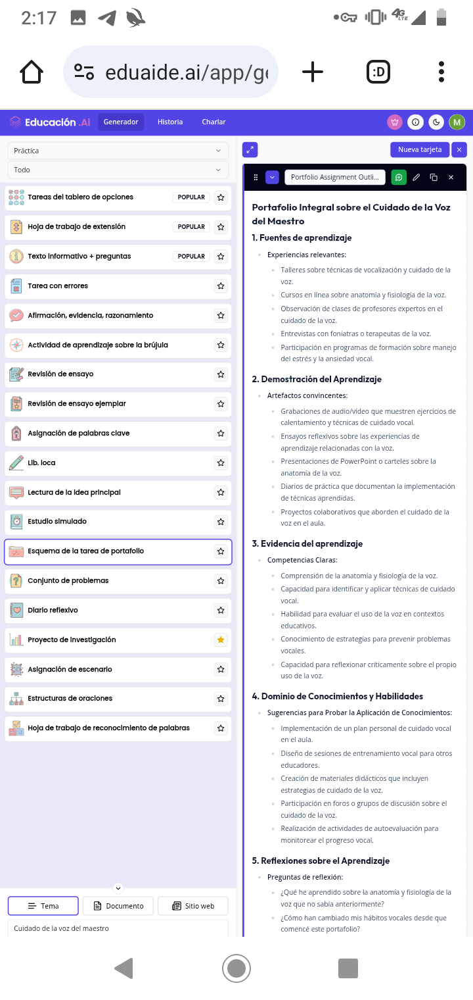 2:17
4G
LTE
eduaide.ai/app/ge
:D
Educación .Ai
Generador
Historia
Charlar
M
Práctica
Todo
Tareas del tablero de opciones
POPULAR
Hoja de trabajo de extensión
POPULAR
Texto informativo + preguntas
POPULAR
Tarea con errores
Afirmación, evidencia, razonamiento
Actividad de aprendizaje sobre la brújula
Revisión de ensayo
Revisión de ensayo ejemplar
Asignación de palabras clave
Lib. loca
Lectura de la idea principal
Estudio simulado
Esquema de la tarea de portafolio
Conjunto de problemas
Diario reflexivo
Proyecto de investigación
Asignación de escenario
Estructuras de oraciones
Hoja de trabajo de reconocimiento de palabras
Tema
Documento
Sitio web
Cuidado de la voz del maestro
Nueva tarjeta
Portfolio Assignment Outli...
Portafolio Integral sobre el Cuidado de la Voz
del Maestro
1. Fuentes de aprendizaje
Experiencias relevantes:
Talleres sobre técnicas de vocalización y cuidado de la
voz.
Cursos en línea sobre anatomía y fisiología de la voz.
Observación de clases de profesores expertos en el
cuidado de la voz.
Entrevistas con foniatras o terapeutas de la voz.
Participación en programas de formación sobre manejo
del estrés y la ansiedad vocal.
2. Demostración del Aprendizaje
Artefactos convincentes:
Grabaciones de audio/vídeo que muestren ejercicios de
calentamiento y técnicas de cuidado vocal.
Ensayos reflexivos sobre las experiencias de
aprendizaje relacionadas con la voz.
Presentaciones de PowerPoint o carteles sobre la
anatomía de la voz.
Diarios de práctica que documentan la implementación
de técnicas aprendidas.
Proyectos colaborativos que aborden el cuidado de la
voz en el aula.
3. Evidencia del aprendizaje
Competencias Claras:
Comprensión de la anatomía y fisiología de la voz.
Capacidad para identificar y aplicar técnicas de cuidado
vocal.
Habilidad para evaluar el uso de la voz en contextos
educativos.
Conocimiento de estrategias para prevenir problemas
vocales.
Capacidad para reflexionar críticamente sobre el propio
uso de la voz.
4. Dominio de Conocimientos y Habilidades
Sugerencias para Probar la Aplicación de Conocimientos:
Implementación de un plan personal de cuidado vocal
en el aula.
Diseño de sesiones de entrenamiento vocal para otros
educadores.
Creación de materiales didácticos que incluyen
estrategias de cuidado de la voz.
Participación en foros o grupos de discusión sobre el
cuidado de la voz.
Realización de actividades de autoevaluación para
monitorear el progreso vocal.
5. Reflexiones sobre el Aprendizaje
Preguntas de reflexión:
¿Qué he aprendido sobre la anatomía y fisiología de la
voz que no sabía anteriormente?
¿Cómo han cambiado mis hábitos vocales desde que
comencé este portafolio?